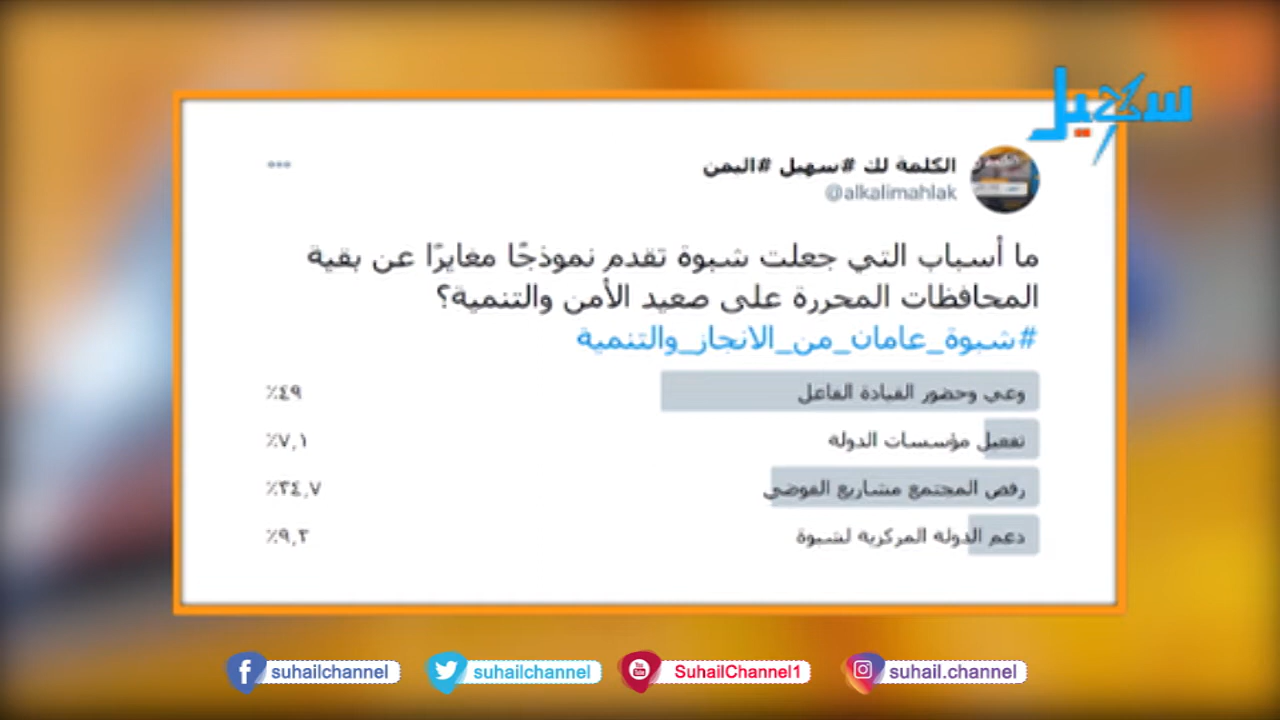 سهيل
الكلمة لك #سهيل #اليمن
@alkalimahlak
ما أسباب التي جعلت شبوة تقدم نموذجًا مغايرًا عن بقية
المحافظات المحررة على صعيد الأمن والتنمية؟
#شبوة_عامان_من_الانجاز_والتنمية
وعي وحضور القيادة الفاعل ٤٩٪
تفعيل مؤسسات الدولة ٧,١٪
رفض المجتمع مشاريع الفوضى ٣٤,٧٪
دعم الدولة المركزية لشبوة ٩,٢٪
suhailchannel
suhailchannel
SuhailChannel1
suhail.channel